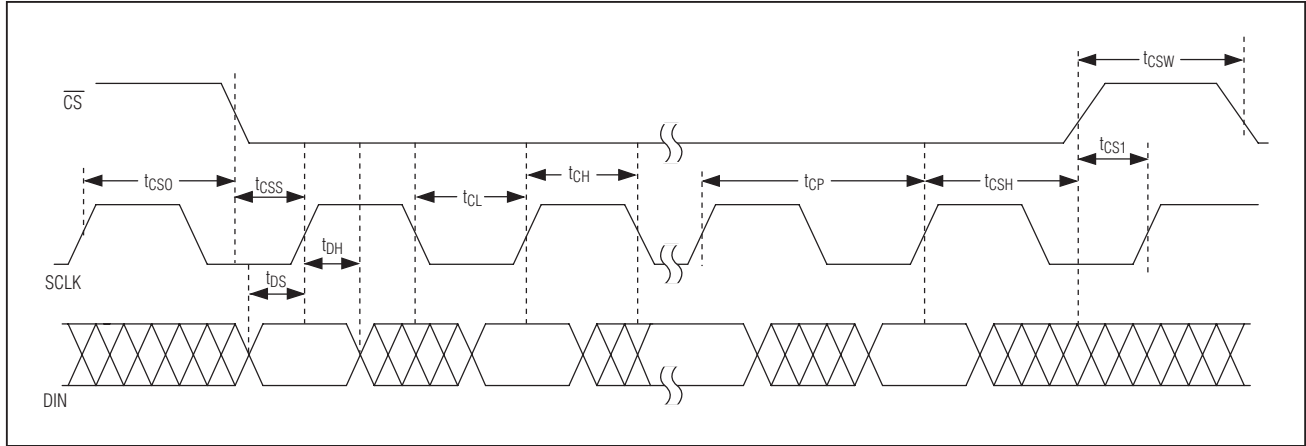 tCSW
CS
tCS1
tCSO tCSS tCL tCH tCP tCSH
tDH
SCLK
tDS
DIN